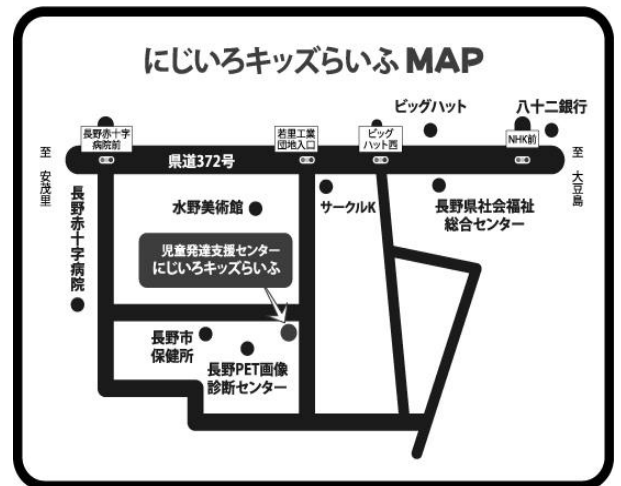 にじいろキッズらいふ MAP
ビッグハット
八十二銀行
長野赤十字
病院前
若里工業
団地入口
ビッグ
ハット西
NHK前
至 安茂里
県道372号
至 大豆島
長野赤十字病院
水野美術館
サークルK
長野県社会福祉
総合センター
児童発達支援センター
にじいろキッズらいふ
長野市
保健所
長野PET画像
診断センター